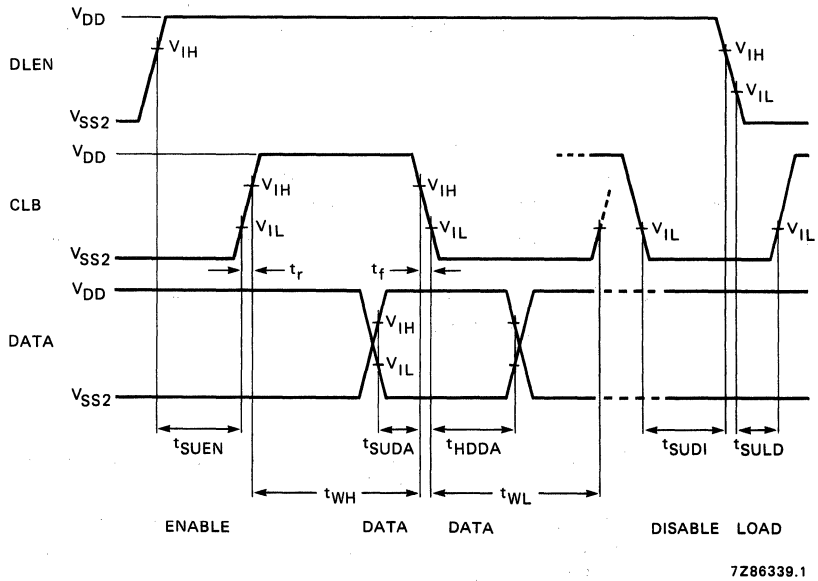 VDD
VIH
VIH
DLEN
VIL
VSS2
VDD
VIH
VIH
CLB
VIL
VIL
VIL
VIL
VSS2
tr
tf
VDD
VIH
DATA
VIL
VSS2
tSUEN
tSUDA
tHDDA
tSUDI
tSULD
tWH
tWL
ENABLE
DATA
DATA
DISABLE
LOAD
7Z86339.1